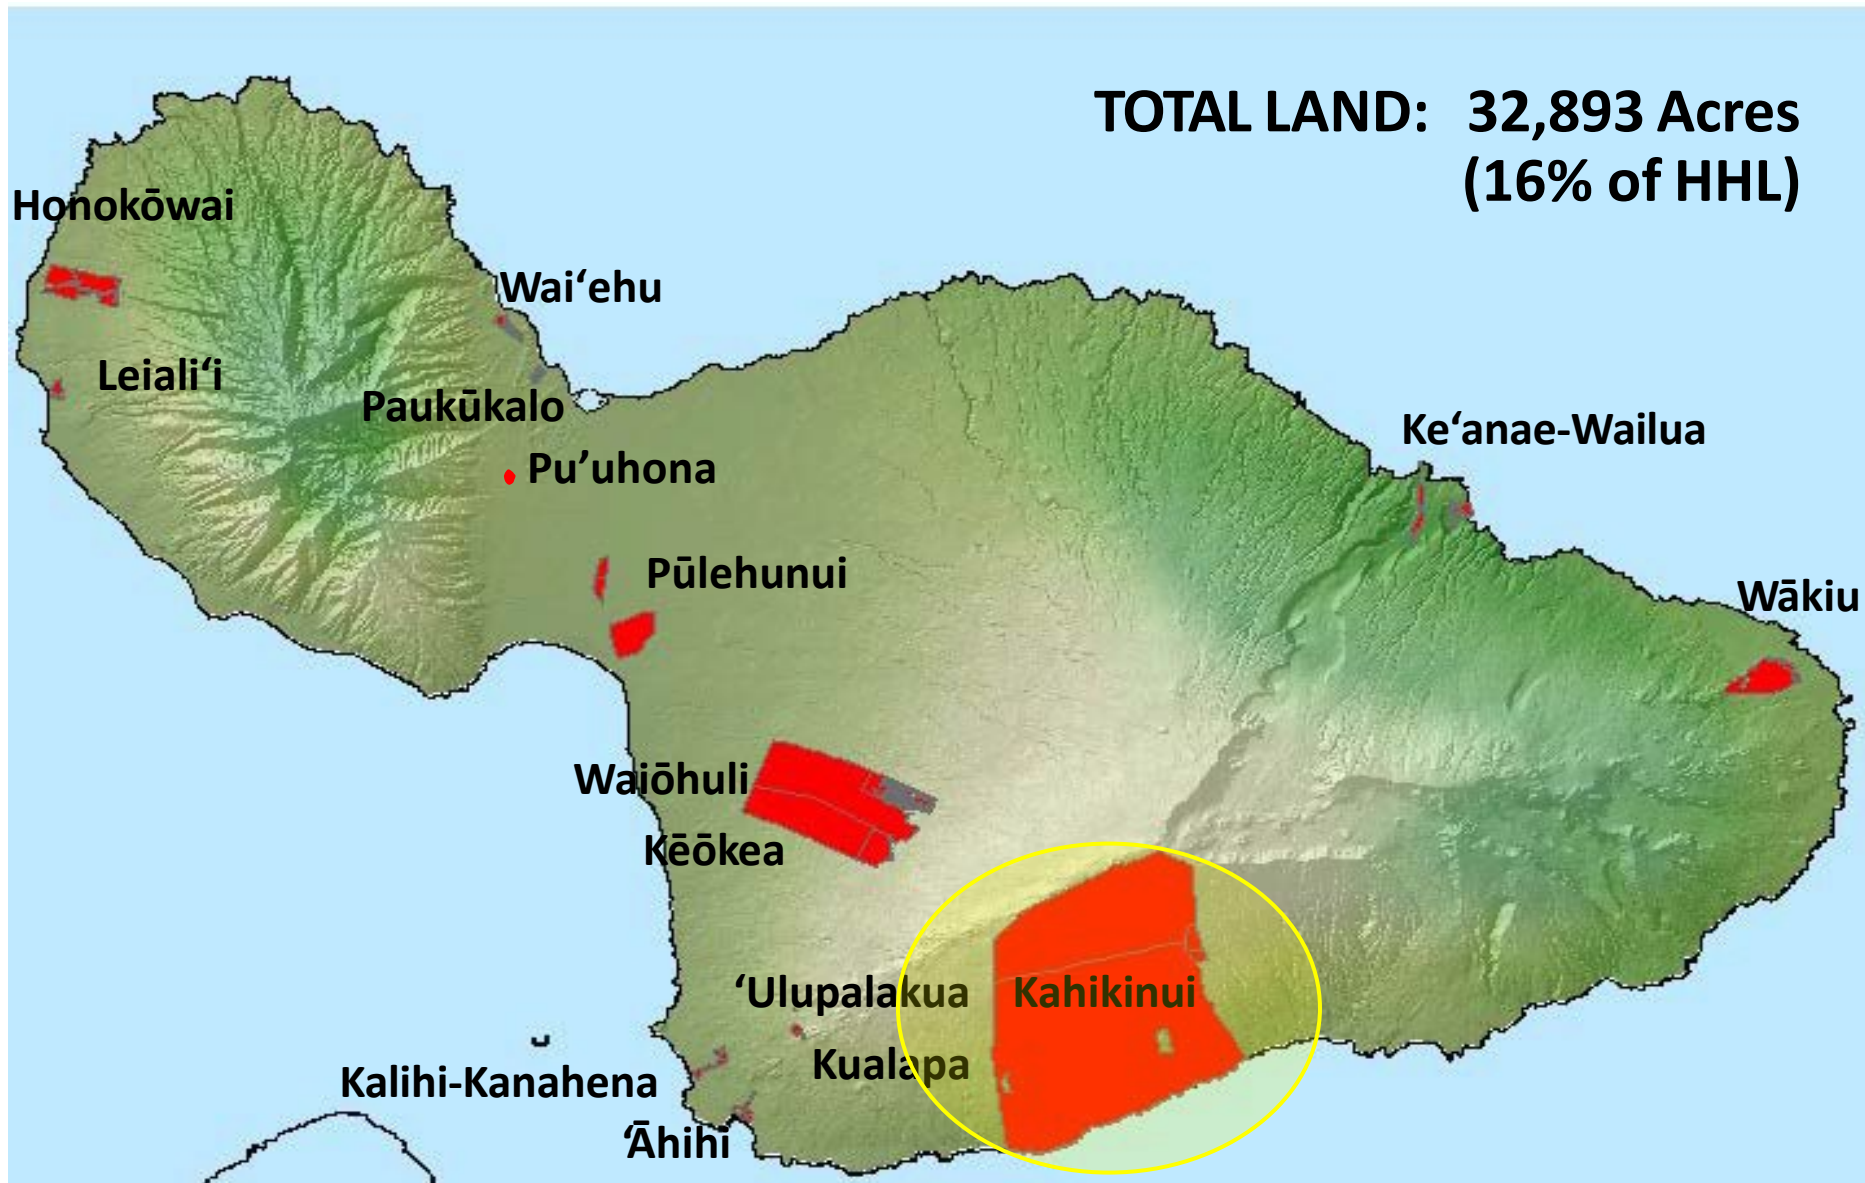 TOTAL LAND: 32,893 Acres
(16% of HHL)
Honokōwai
Wai‘ehu
Leiali‘i
Paukūkalo
Ke‘anae-Wailua
Pu’uhona
Pūlehunui
Wākiu
Waiōhuli
Kēōkea
‘Ulupalakua
Kahikinui
Kualapa
Kalihi-Kanahena
‘Āhihi